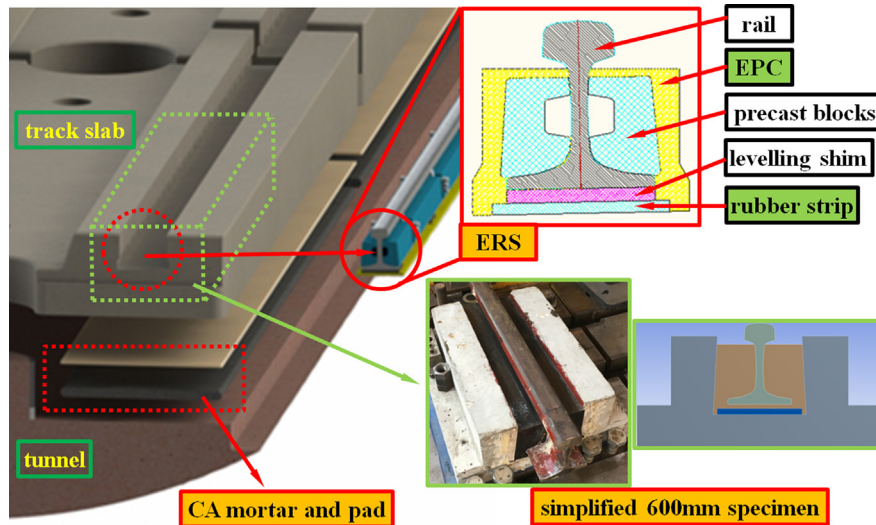 rail
EPC
track slab
precast blocks
levelling shim
rubber strip
ERS
tunnel
CA mortar and pad
simplified 600mm specimen